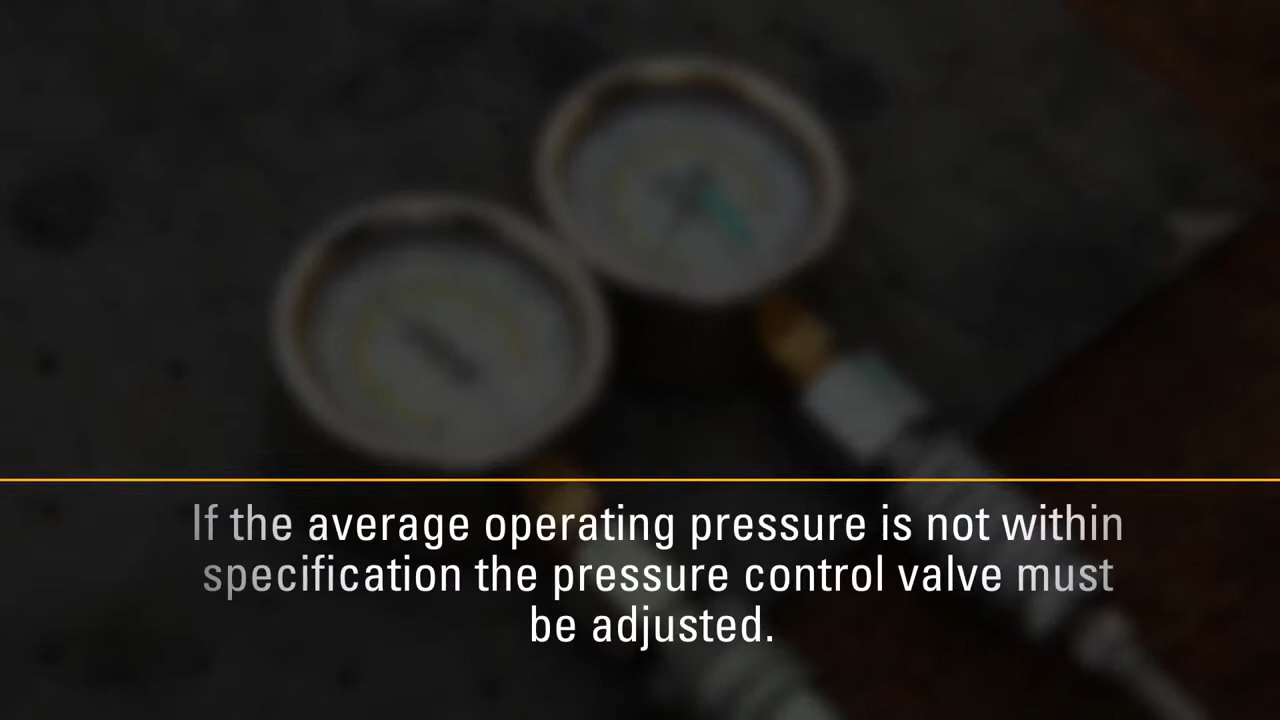 If the average operating pressure is not within
specification the pressure control valve must
be adjusted.